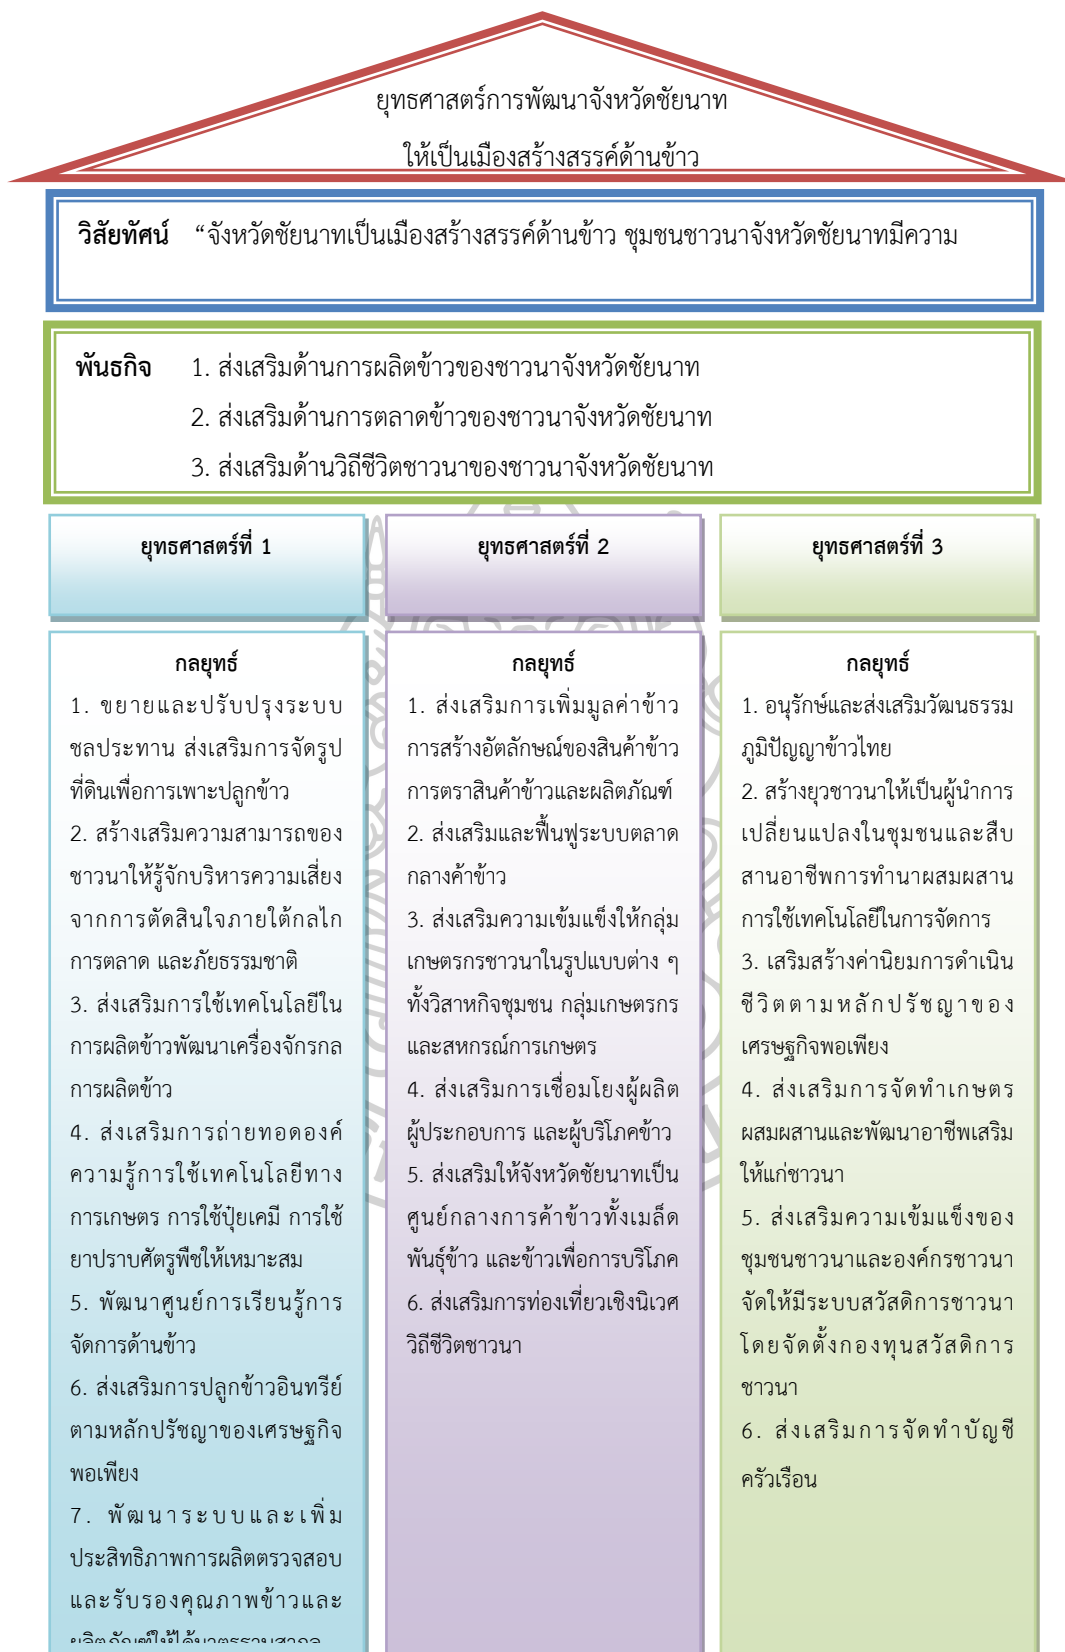 ยุทธศาสตร์การพัฒนาจังหวัดชัยนาท
ให้เป็นเมืองสร้างสรรค์ด้านข้าว
วิสัยทัศน์ “จังหวัดชัยนาทเป็นเมืองสร้างสรรค์ด้านข้าว ชุมชนชาวนาจังหวัดชัยนาทมีความ
พันธกิจ 1. ส่งเสริมด้านการผลิตข้าวของชาวนาจังหวัดชัยนาท
2. ส่งเสริมด้านการตลาดข้าวของชาวนาจังหวัดชัยนาท
3. ส่งเสริมด้านวิถีชีวิตชาวนาของชาวนาจังหวัดชัยนาท
ยุทธศาสตร์ที่ 1
กลยุทธ์
1. ขยายและปรับปรุงระบบ
ชลประทาน ส่งเสริมการจัดรูป
ที่ดินเพื่อการเพาะปลูกข้าว
2. สร้างเสริมความสามารถของ
ชาวนาให้รู้จักบริหารความเสี่ยง
จากการตัดสินใจภายใต้กลไก
การตลาด และภัยธรรมชาติ
3. ส่งเสริมการใช้เทคโนโลยีใน
การผลิตข้าวพัฒนาเครื่องจักรกล
การผลิตข้าว
4. ส่งเสริมการถ่ายทอดองค์
ความรู้การใช้เทคโนโลยีทาง
การเกษตร การใช้ปุ๋ยเคมี การใช้
ยาปราบศัตรูพืชให้เหมาะสม
5. พัฒนาศูนย์การเรียนรู้การ
จัดการด้านข้าว
6. ส่งเสริมการปลูกข้าวอินทรีย์
ตามหลักปรัชญาของเศรษฐกิจ
พอเพียง
7. พัฒนาระบบและเพิ่ม
ประสิทธิภาพการผลิตตรวจสอบ
และรับรองคุณภาพข้าวและ
ผลิตภัณฑ์ให้ได้มาตรฐานสากล
ยุทธศาสตร์ที่ 2
กลยุทธ์
1. ส่งเสริมการเพิ่มมูลค่าข้าว
การสร้างอัตลักษณ์ของสินค้าข้าว
การตราสินค้าข้าวและผลิตภัณฑ์
2. ส่งเสริมและฟื้นฟูระบบตลาด
กลางค้าข้าว
3. ส่งเสริมความเข้มแข็งให้กลุ่ม
เกษตรกรชาวนาในรูปแบบต่าง ๆ
ทั้งวิสาหกิจชุมชน กลุ่มเกษตรกร
และสหกรณ์การเกษตร
4. ส่งเสริมการเชื่อมโยงผู้ผลิต
ผู้ประกอบการ และผู้บริโภคข้าว
5. ส่งเสริมให้จังหวัดชัยนาทเป็น
ศูนย์กลางการค้าข้าวทั้งเมล็ด
พันธุ์ข้าว และข้าวเพื่อการบริโภค
6. ส่งเสริมการท่องเที่ยวเชิงนิเวศ
วิถีชีวิตชาวนา
ยุทธศาสตร์ที่ 3
กลยุทธ์
1. อนุรักษ์และส่งเสริมวัฒนธรรม
ภูมิปัญญาข้าวไทย
2. สร้างยุวชาวนาให้เป็นผู้นำการ
เปลี่ยนแปลงในชุมชนและสืบ
สานอาชีพการทำนาผสมผสาน
การใช้เทคโนโลยีในการจัดการ
3. เสริมสร้างค่านิยมการดำเนิน
ชีวิตตามหลักปรัชญาของ
เศรษฐกิจพอเพียง
4. ส่งเสริมการจัดทำเกษตร
ผสมผสานและพัฒนาอาชีพเสริม
ให้แก่ชาวนา
5. ส่งเสริมความเข้มแข็งของ
ชุมชนชาวนาและองค์กรชาวนา
จัดให้มีระบบสวัสดิการชาวนา
โดยจัดตั้งกองทุนสวัสดิการ
ชาวนา
6. ส่งเสริมการจัดทำบัญชี
ครัวเรือน